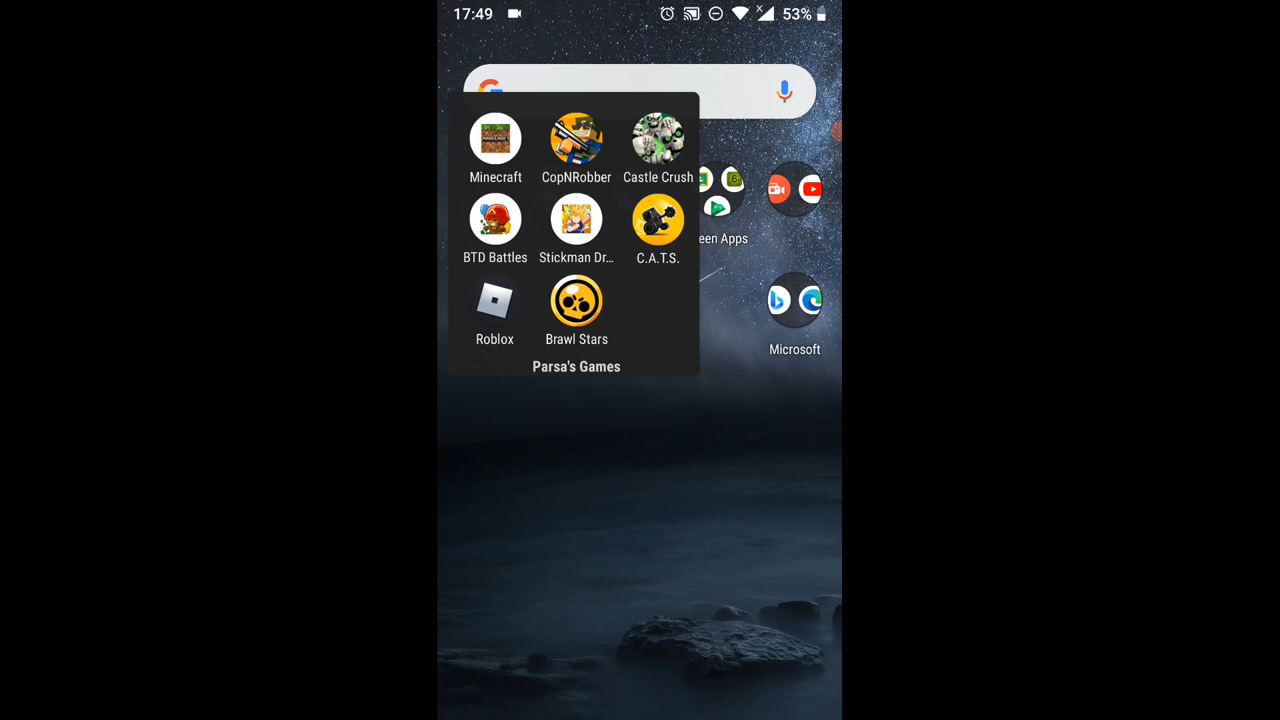 17:49
53%
Minecraft
CopNRobber
Castle Crush
BTD Battles
Stickman Dr...
C.A.T.S.
een Apps
Roblox
Brawl Stars
Microsoft
Parsa's Games